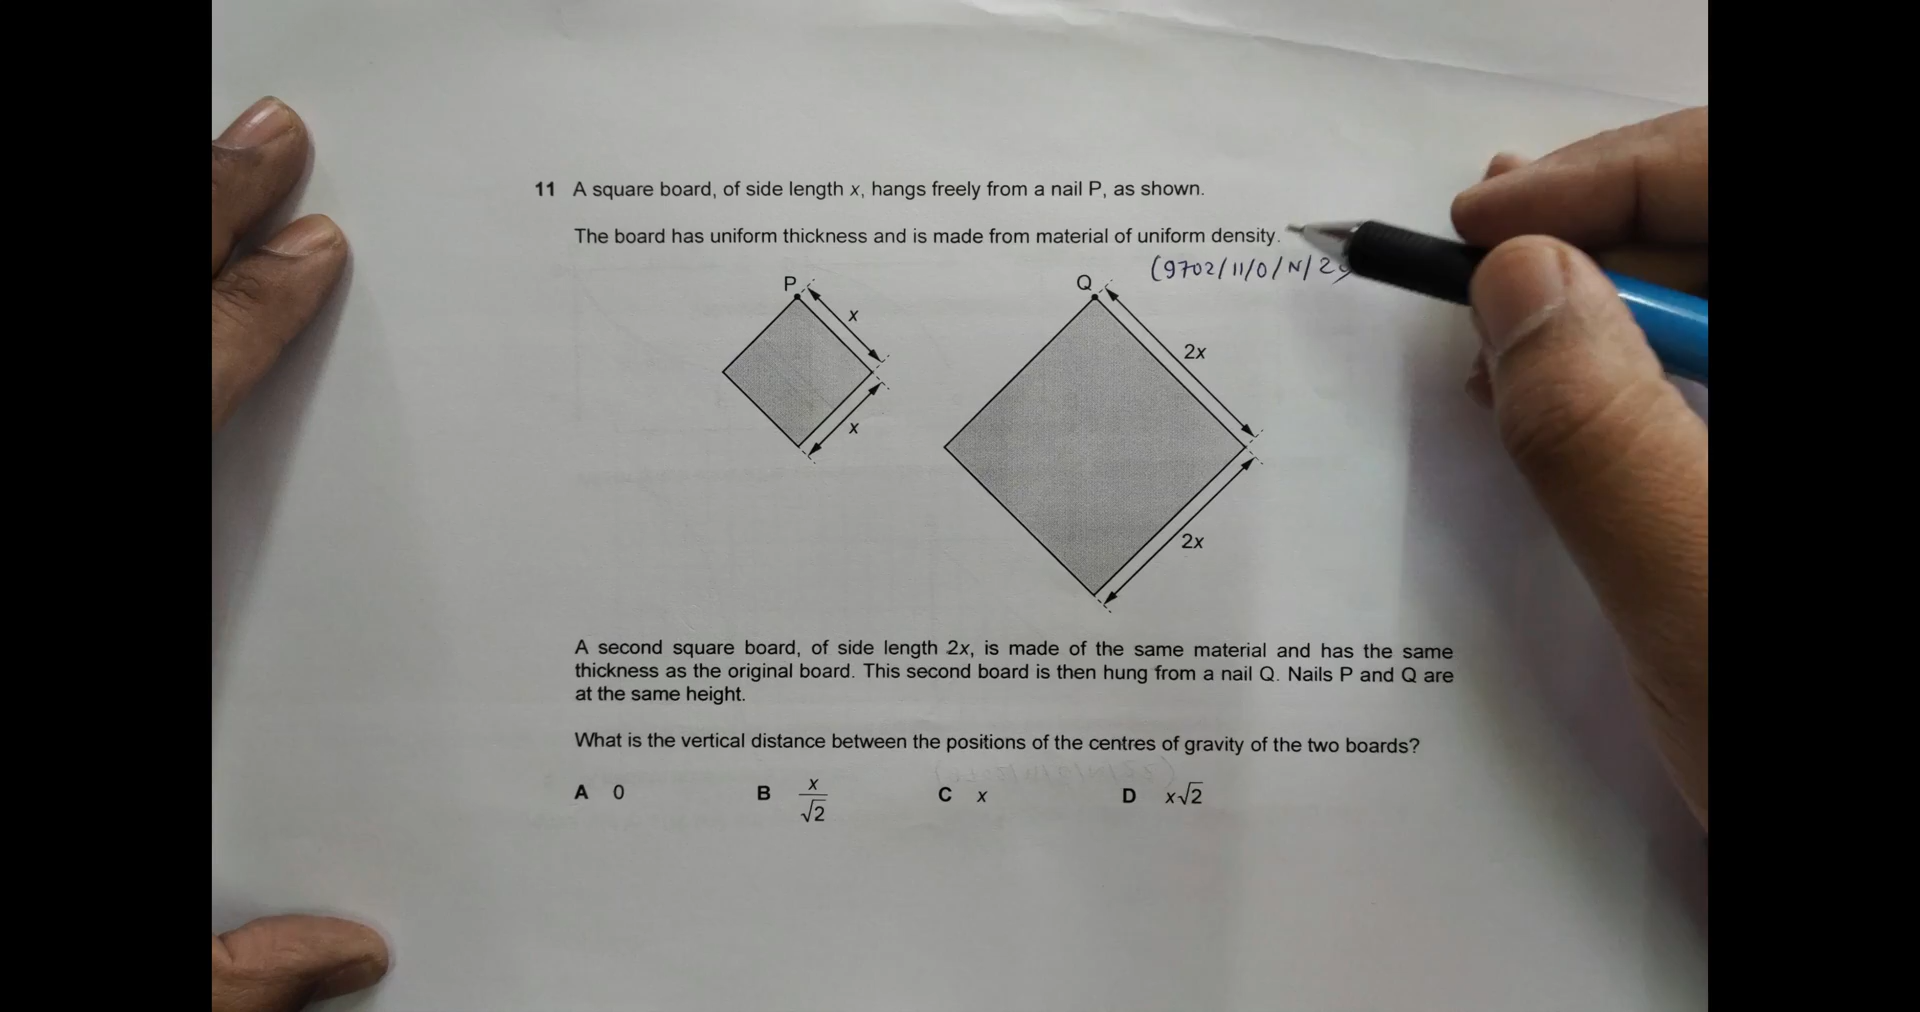 11 A square board, of side length x, hangs freely from a nail P, as shown.
The board has uniform thickness and is made from material of uniform density.
(9702/11/O/N/2
P
x
x
Q
2x
2x
A second square board, of side length 2x, is made of the same material and has the same
thickness as the original board. This second board is then hung from a nail Q. Nails P and Q are
at the same height.
What is the vertical distance between the positions of the centres of gravity of the two boards?
A 0 B x/√2 C x D x√2